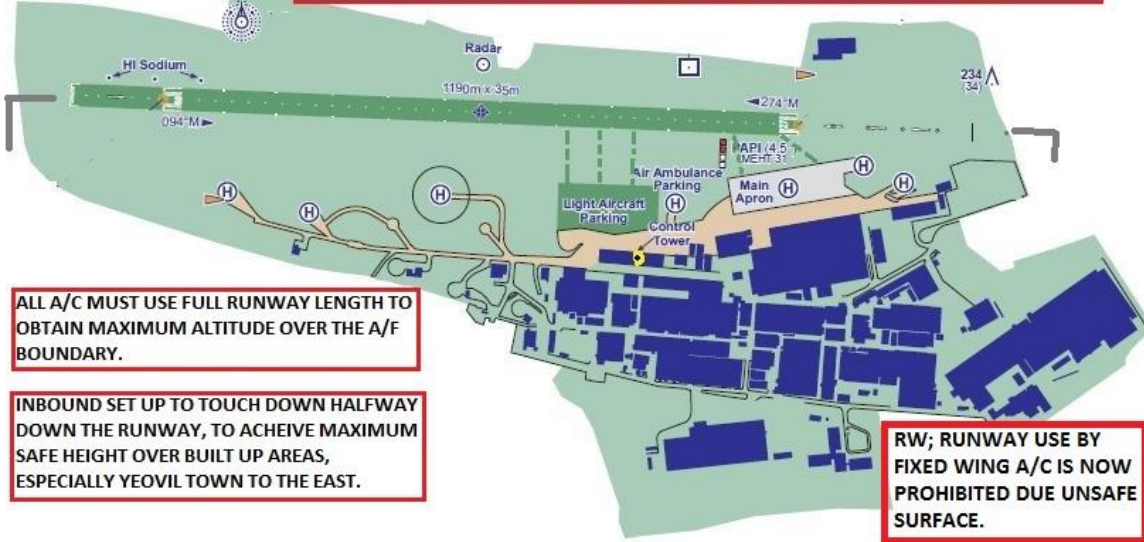 Radar
HI Sodium
1190m x 35m
234
(34)
094°M
274°M
PAPI (4.5
MEHT 31
Air Ambulance
Parking
H
H
H
H
H
H
H
Main
Apron
Light Aircraft
Parking
Control
Tower
ALL A/C MUST USE FULL RUNWAY LENGTH TO
OBTAIN MAXIMUM ALTITUDE OVER THE A/F
BOUNDARY.
INBOUND SET UP TO TOUCH DOWN HALFWAY
DOWN THE RUNWAY, TO ACHEIVE MAXIMUM
SAFE HEIGHT OVER BUILT UP AREAS,
ESPECIALLY YEOVIL TOWN TO THE EAST.
RW; RUNWAY USE BY
FIXED WING A/C IS NOW
PROHIBITED DUE UNSAFE
SURFACE.